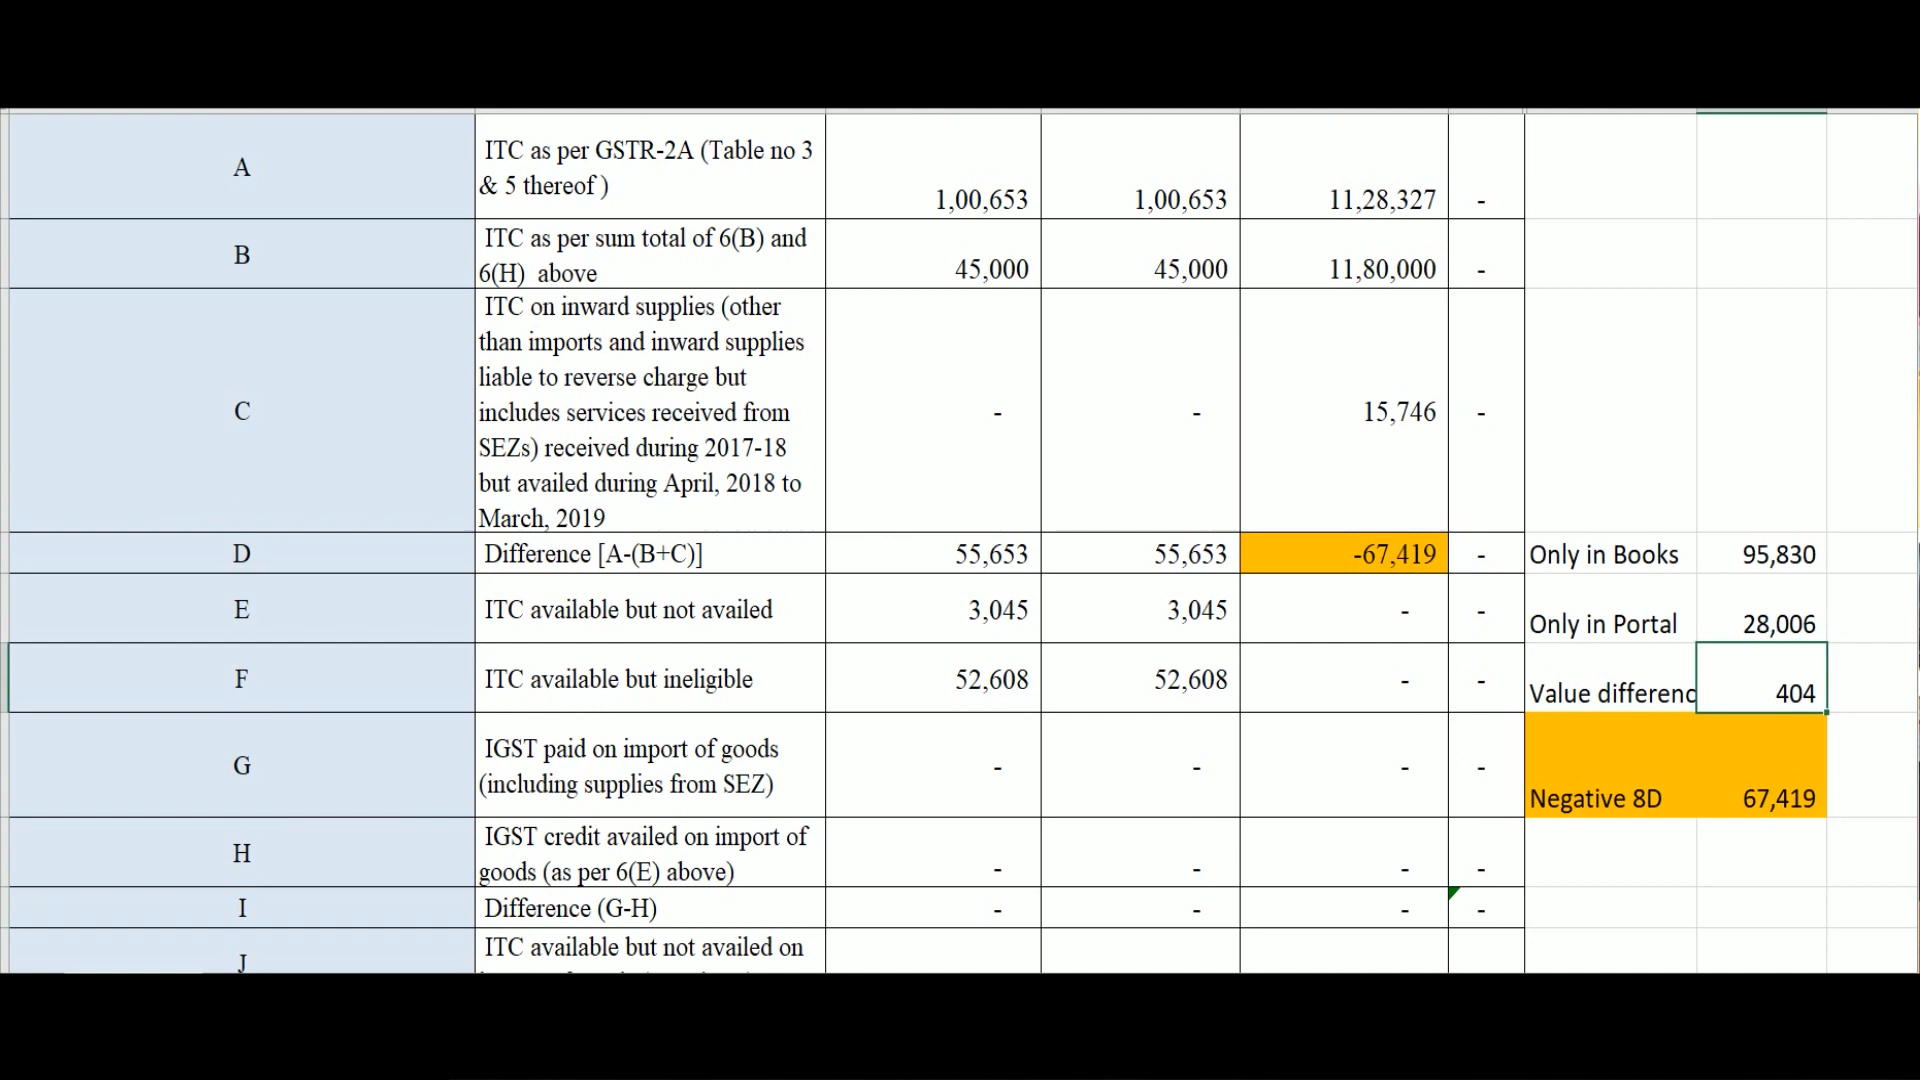 A
ITC as per GSTR-2A (Table no 3
& 5 thereof )
1,00,653 1,00,653 11,28,327 -
B
ITC as per sum total of 6(B) and
6(H) above
45,000 45,000 11,80,000 -
C
ITC on inward supplies (other
than imports and inward supplies
liable to reverse charge but
includes services received from
SEZs) received during 2017-18
but availed during April, 2018 to
March, 2019
- - 15,746 -
D Difference [A-(B+C)] 55,653 55,653 -67,419 - Only in Books 95,830
E ITC available but not availed 3,045 3,045 - - Only in Portal 28,006
F ITC available but ineligible 52,608 52,608 - - Value differenc 404
G
IGST paid on import of goods
(including supplies from SEZ)
- - - - Negative 8D 67,419
H
IGST credit availed on import of
goods (as per 6(E) above)
- - - -
I Difference (G-H) - - - -
J
ITC available but not availed on